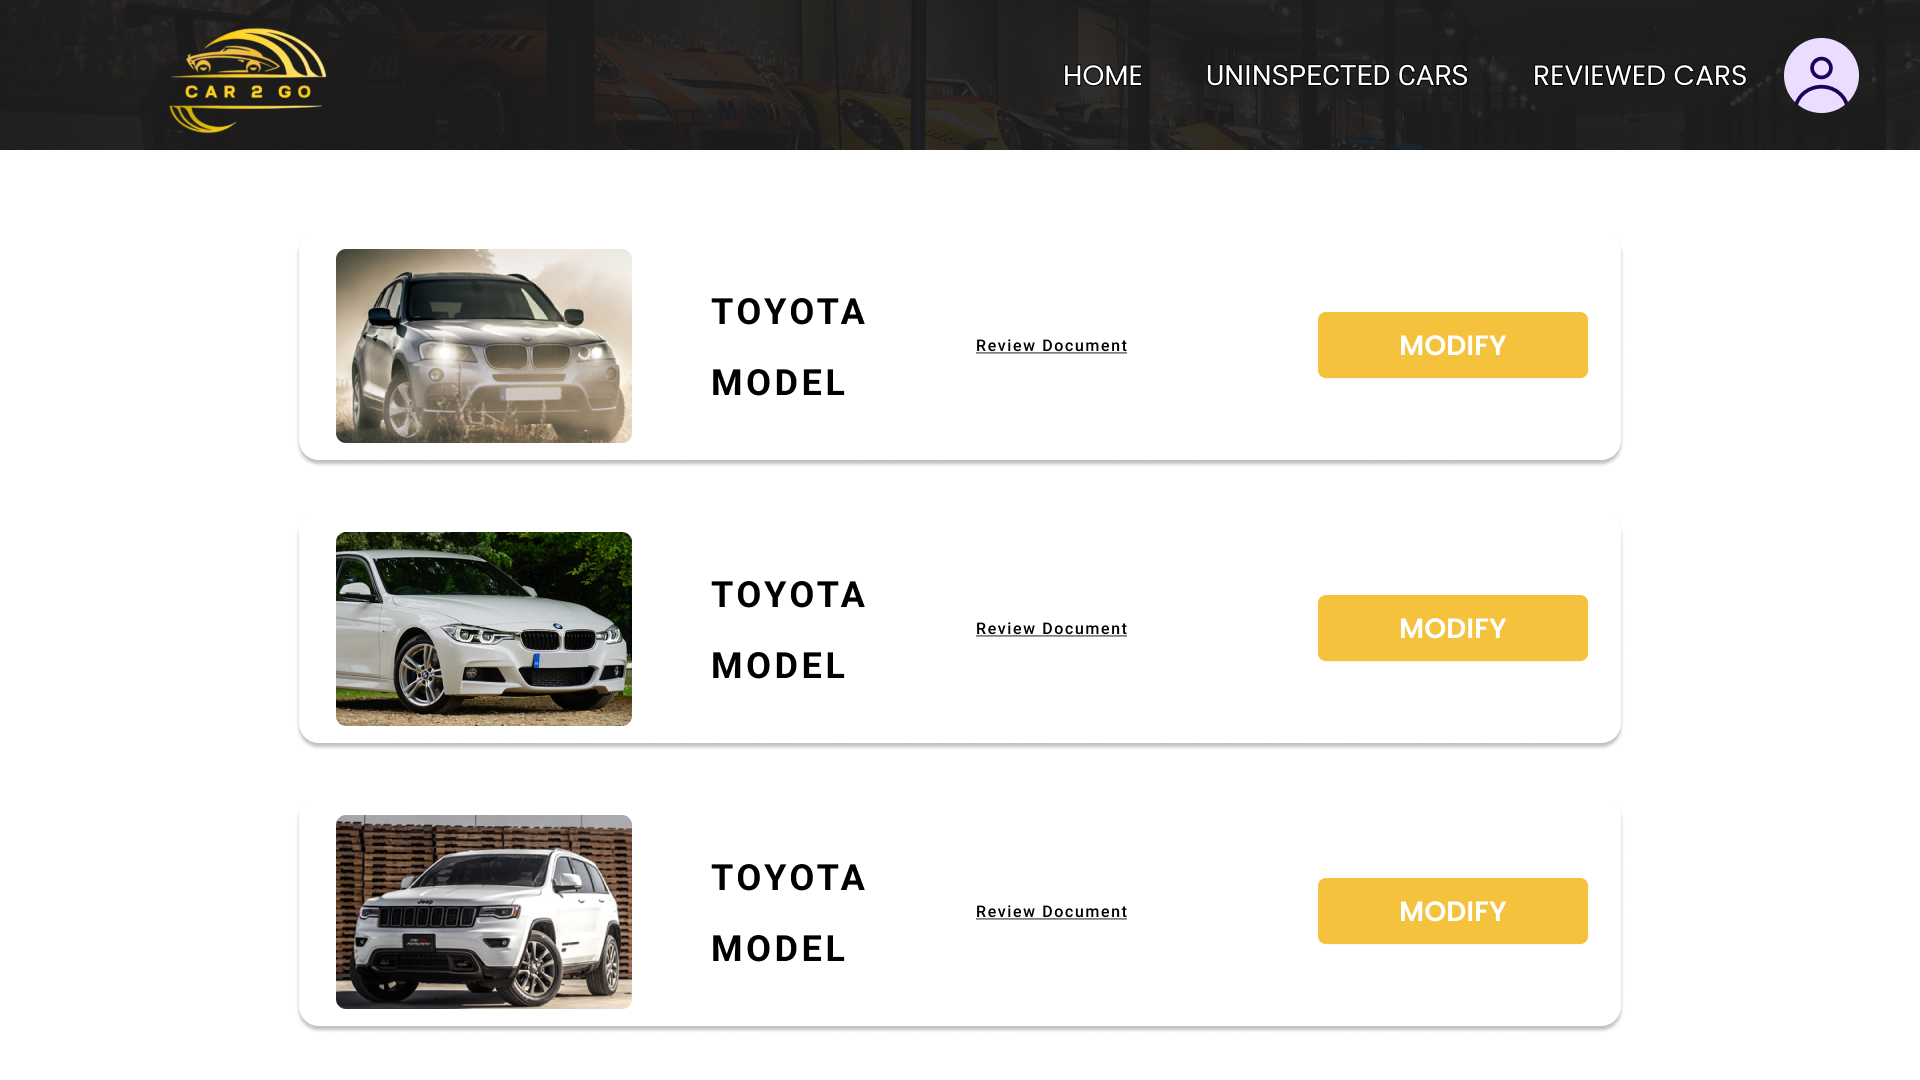 CAR 2 GO
HOME
UNINSPECTED CARS
REVIEWED CARS
TOYOTA
MODEL
Review Document
MODIFY
TOYOTA
MODEL
Review Document
MODIFY
Jeep
TOYOTA
MODEL
Review Document
MODIFY